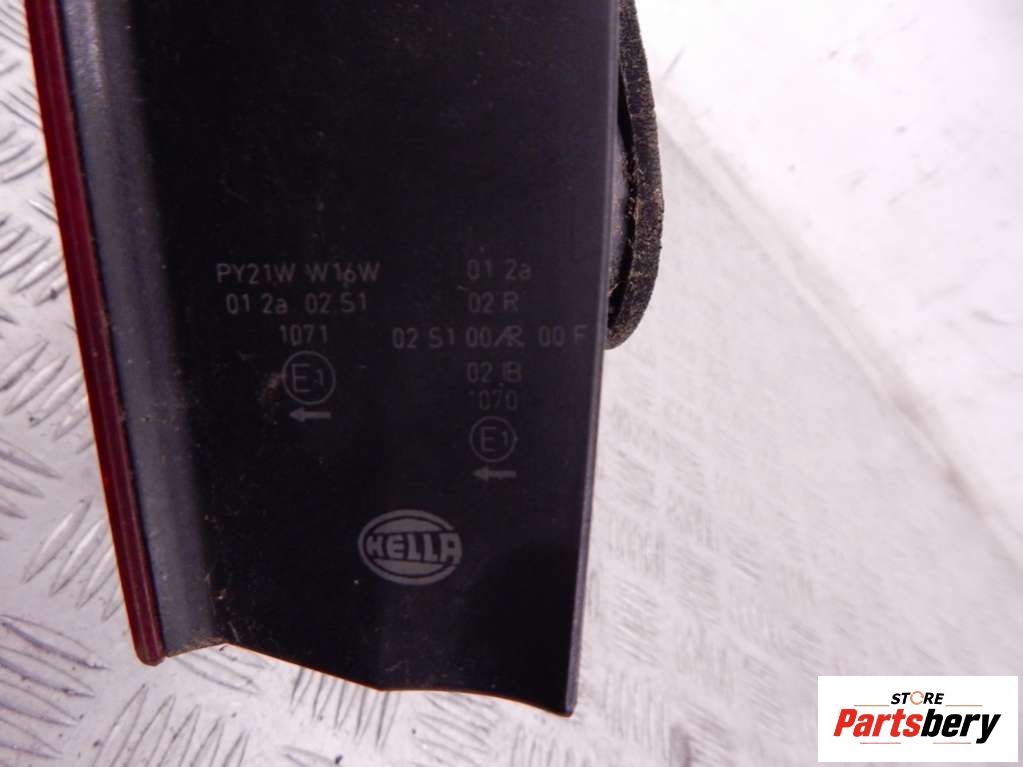 PY21W W16W
01 2a 02 S1
1071
E1
01 2a
02 R
02 S1 00/R 00 F
02 B
1070
E1
HELLA
STORE
Partsbery